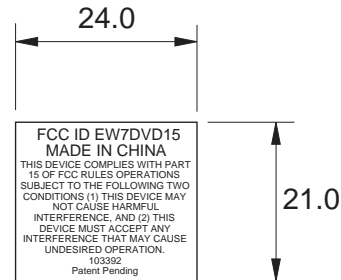 24.0
FCC ID EW7DVD15
MADE IN CHINA
THIS DEVICE COMPLIES WITH PART
15 OF FCC RULES OPERATIONS
SUBJECT TO THE FOLLOWING TWO
CONDITIONS (1) THIS DEVICE MAY
NOT CAUSE HARMFUL
INTERFERENCE, AND (2) THIS
DEVICE MUST ACCEPT ANY
INTERFERENCE THAT MAY CAUSE
UNDESIRED OPERATION.
103392
Patent Pending
21.0